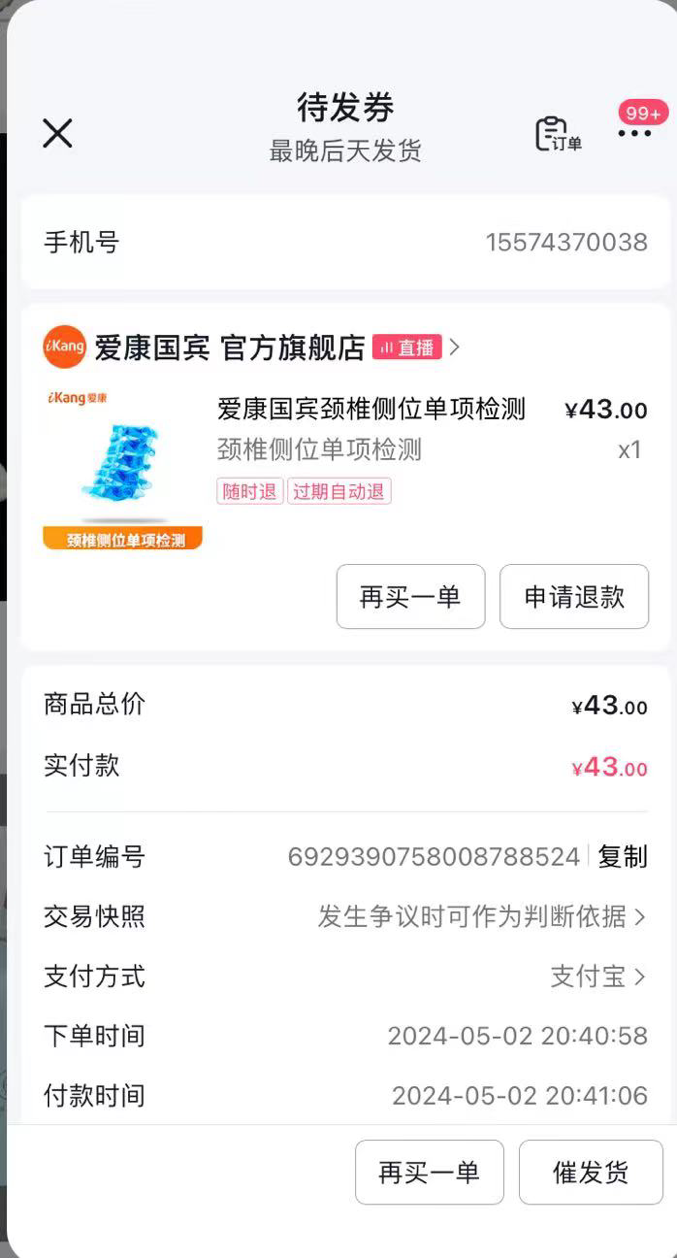 待发券
最晚后天发货
订单
99+
手机号 15574370038
iKang 爱康国宾 官方旗舰店 直播
iKang爱康
爱康国宾颈椎侧位单项检测 ¥43.00
颈椎侧位单项检测 x1
随时退 过期自动退
颈椎侧位单项检测
再买一单 申请退款
商品总价 ¥43.00
实付款 ¥43.00
订单编号 6929390758008788524 复制
交易快照 发生争议时可作为判断依据
支付方式 支付宝
下单时间 2024-05-02 20:40:58
付款时间 2024-05-02 20:41:06
再买一单 催发货